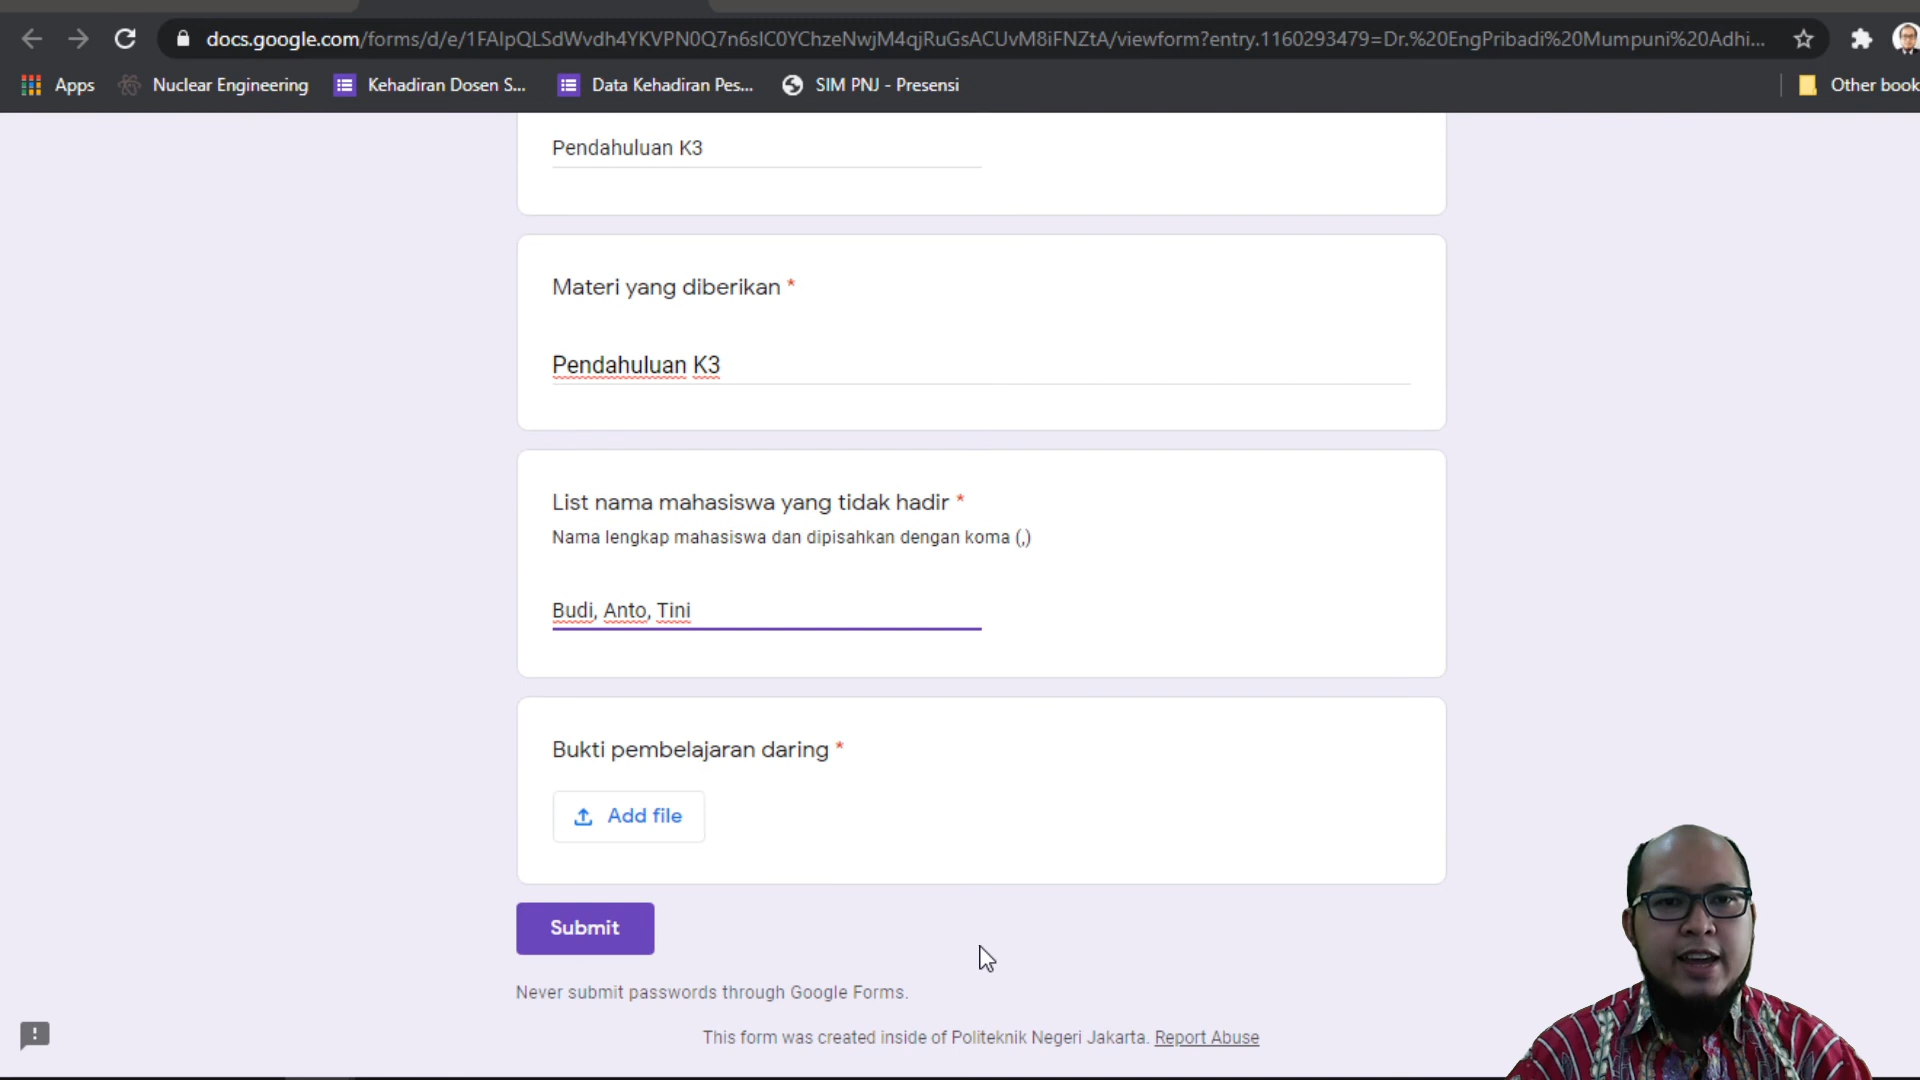 docs.google.com/forms/d/e/1FAIpQLSdWvdh4YKVPN0Q7n6sIC0YChzeNwjM4qjRuGsACUvM8iFNZtA/viewform?entry.1160293479=Dr.%20EngPribadi%20Mumpuni%20Adhi...
Apps Nuclear Engineering Kehadiran Dosen S... Data Kehadiran Pes... SIM PNJ - Presensi Other book
Pendahuluan K3
Materi yang diberikan *
Pendahuluan K3
List nama mahasiswa yang tidak hadir *
Nama lengkap mahasiswa dan dipisahkan dengan koma (,)
Budi, Anto, Tini
Bukti pembelajaran daring *
Add file
Submit
Never submit passwords through Google Forms.
This form was created inside of Politeknik Negeri Jakarta. Report Abuse